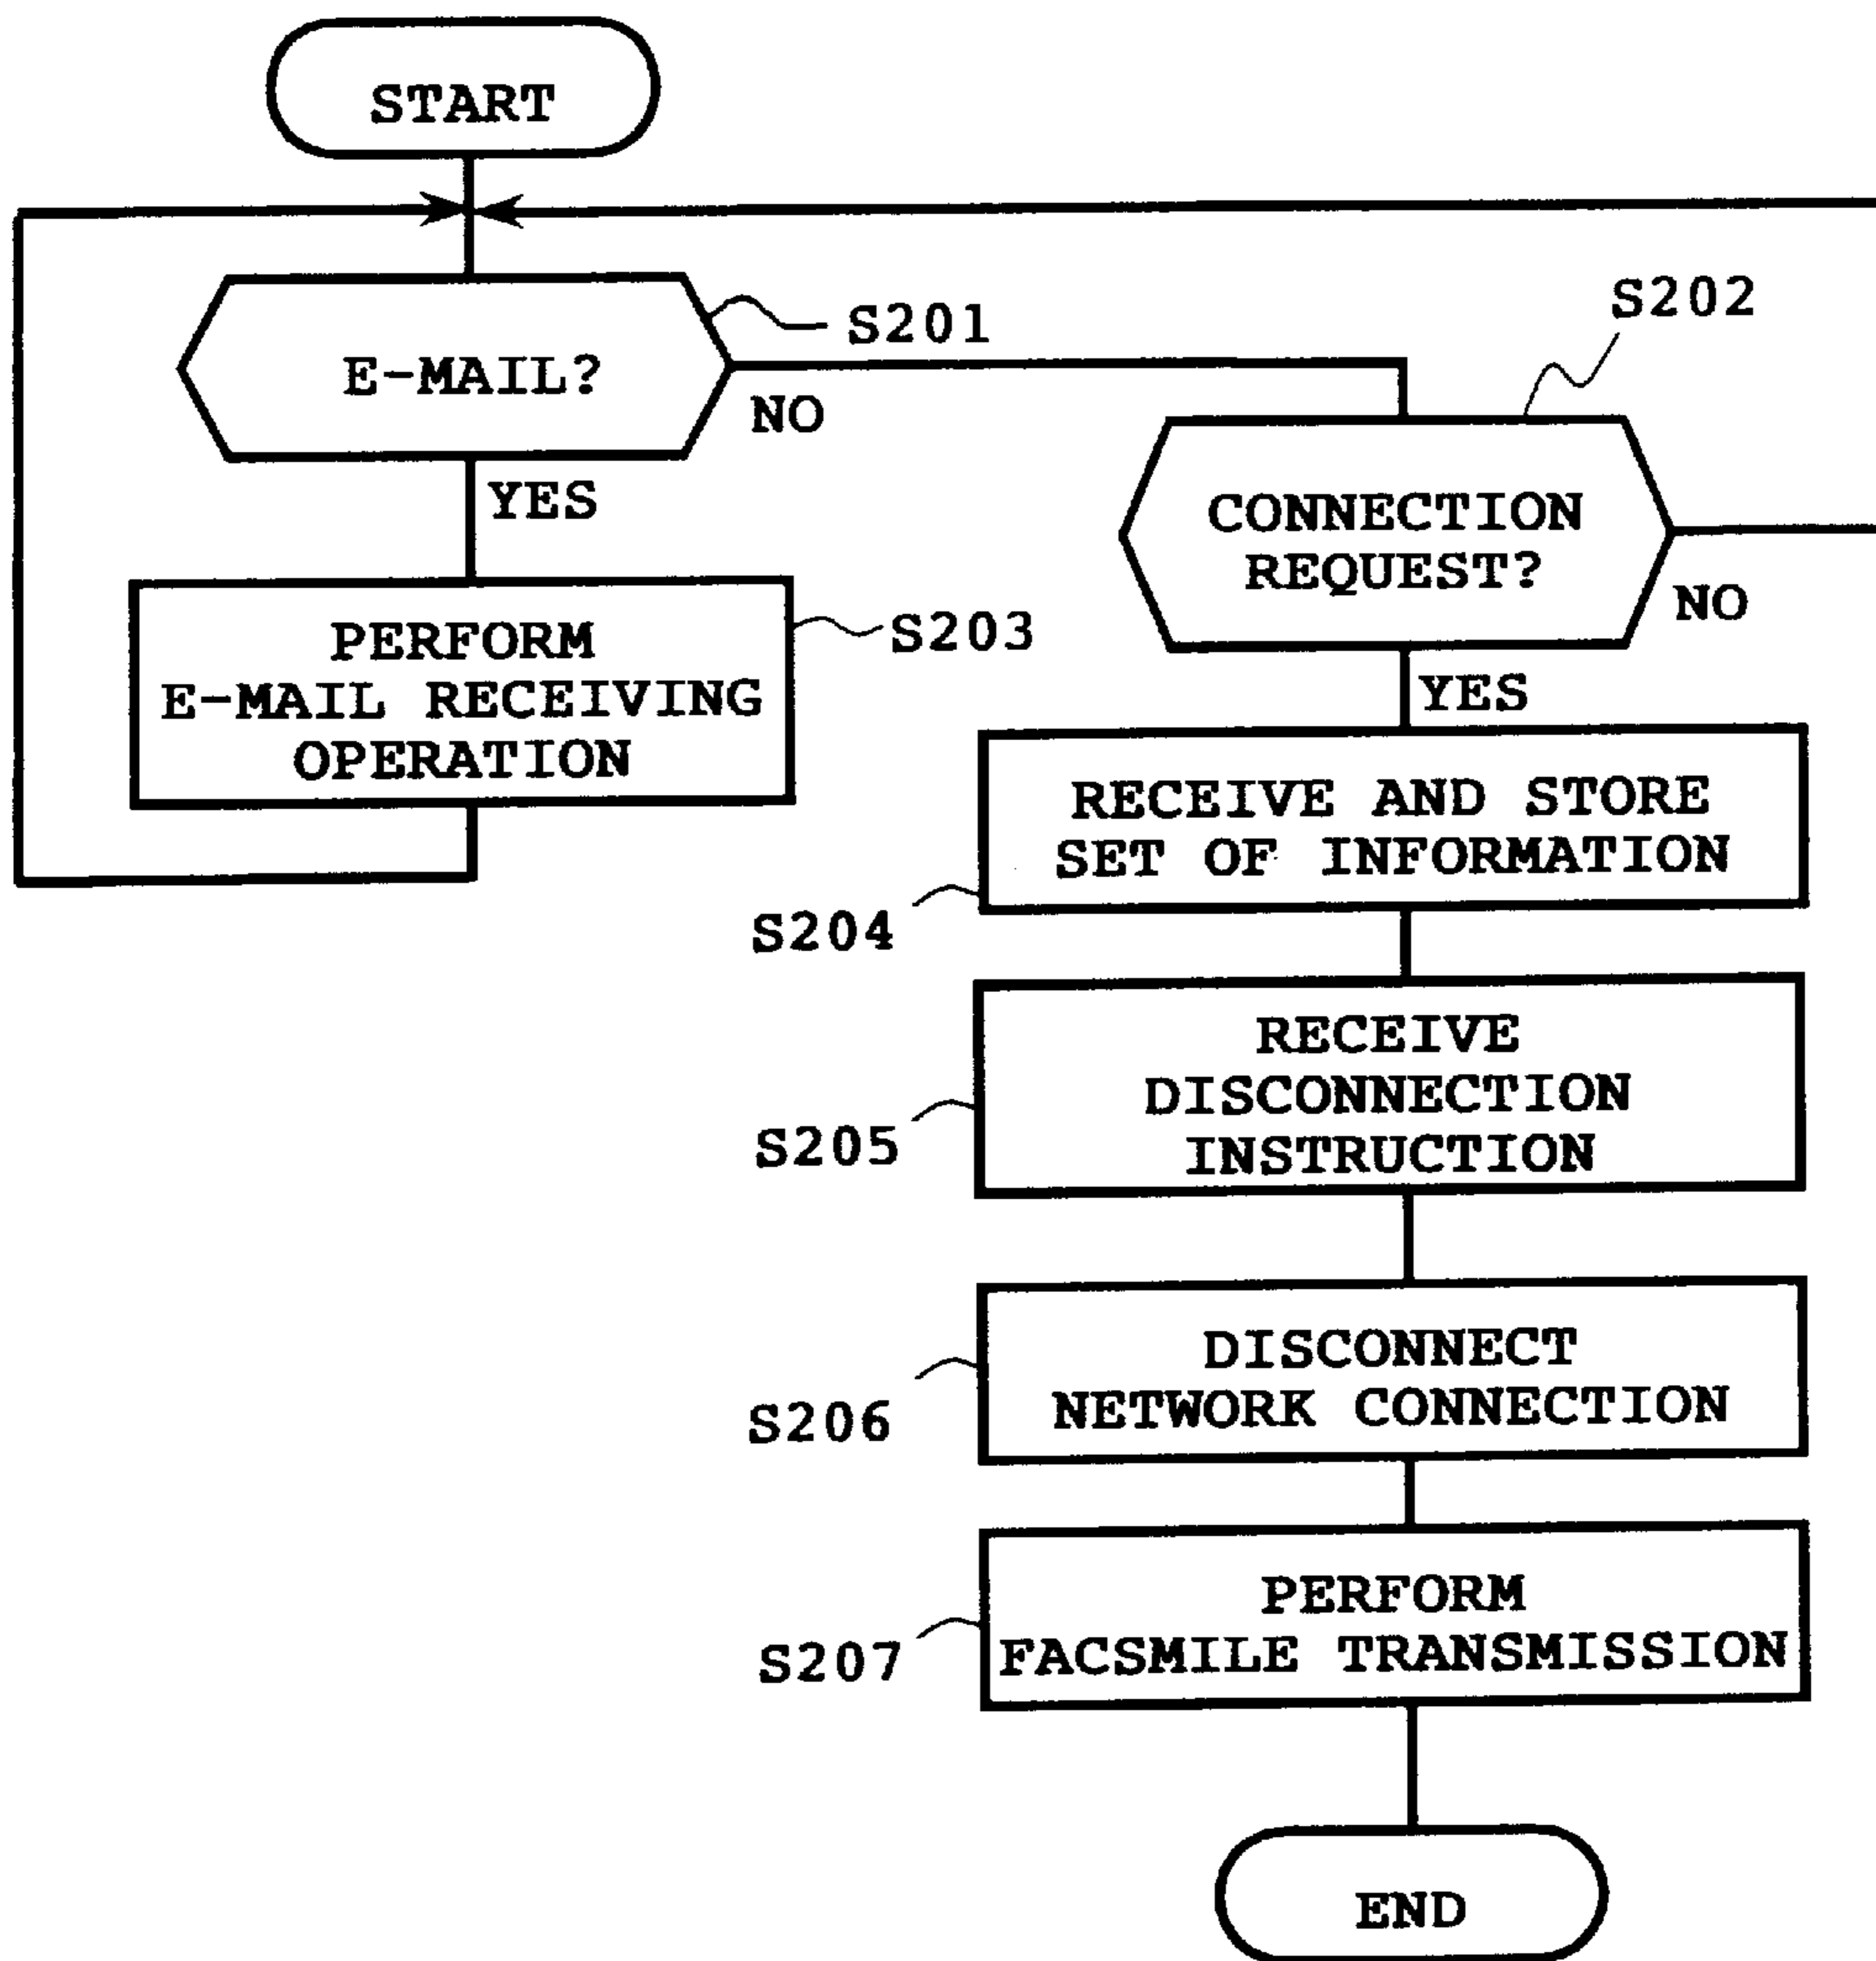 START
E-MAIL?
S201
NO
YES
S202
CONNECTION
REQUEST?
NO
YES
PERFORM
E-MAIL RECEIVING
OPERATION
S203
RECEIVE AND STORE
SET OF INFORMATION
S204
RECEIVE
DISCONNECTION
INSTRUCTION
S205
DISCONNECT
NETWORK CONNECTION
S206
PERFORM
FACSMILE TRANSMISSION
S207
END